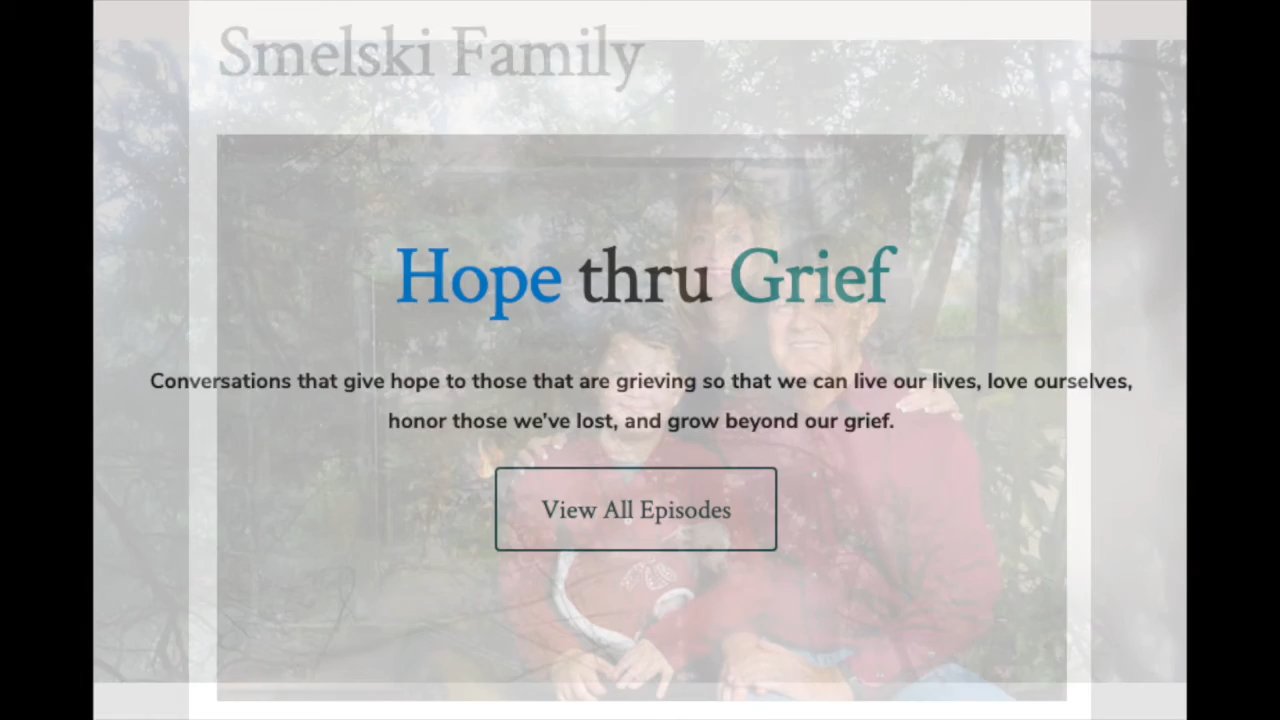 Smelski Family
Hope thru Grief
Conversations that give hope to those that are grieving so that we can live our lives, love ourselves,
honor those we've lost, and grow beyond our grief.
View All Episodes